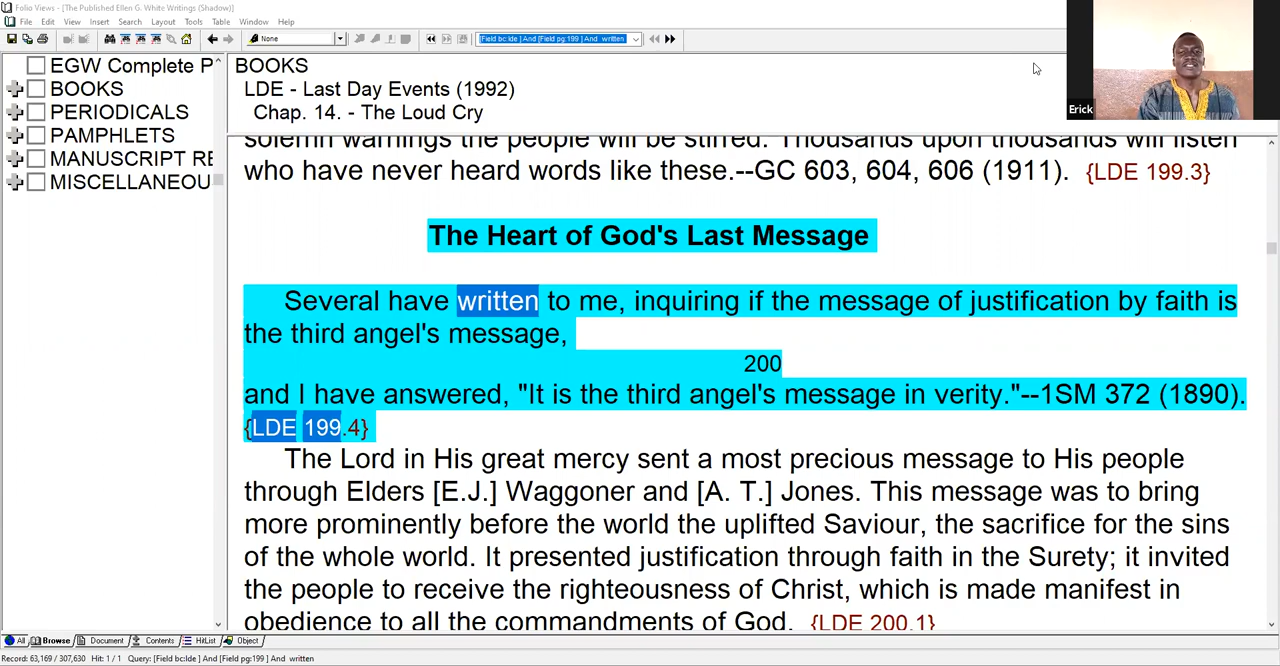 Folio Views - [The Published Ellen G. White Writings (Shadow)]
File Edit View Insert Search Layout Tools Table Window Help
None
[Field bc:lde ] And [Field pg:199 ] And written
EGW Complete P
BOOKS
PERIODICALS
PAMPHLETS
MANUSCRIPT RE
MISCELLANEOU
BOOKS
LDE - Last Day Events (1992)
Chap. 14. - The Loud Cry
Erick
solemn warnings the people will be stirred. Thousands upon thousands will listen
who have never heard words like these.--GC 603, 604, 606 (1911). {LDE 199.3}
The Heart of God's Last Message
Several have written to me, inquiring if the message of justification by faith is
the third angel's message,
200
and I have answered, "It is the third angel's message in verity."--1SM 372 (1890).
{LDE 199.4}
The Lord in His great mercy sent a most precious message to His people
through Elders [E.J.] Waggoner and [A. T.] Jones. This message was to bring
more prominently before the world the uplifted Saviour, the sacrifice for the sins
of the whole world. It presented justification through faith in the Surety; it invited
the people to receive the righteousness of Christ, which is made manifest in
obedience to all the commandments of God. {LDE 200.1}
All Browse Document Contents HitList Object
Record: 63,169 / 307,630 Hit: 1 / 1 Query: [Field bc:lde ] And [Field pg:199 ] And written